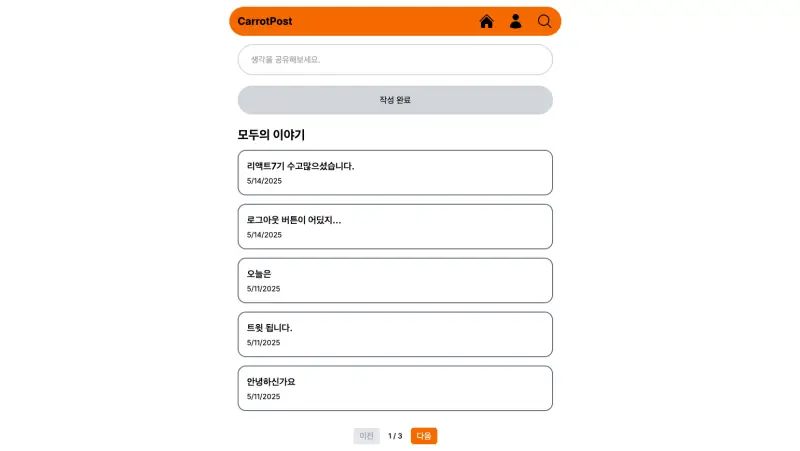 CarrotPost
생각을 공유해보세요.
작성 완료
모두의 이야기
리액트7기 수고많으셨습니다.
5/14/2025
로그아웃 버튼이 어딨지...
5/14/2025
오늘은
5/11/2025
트윗 됩니다.
5/11/2025
안녕하신가요
5/11/2025
이전 1 / 3 다음